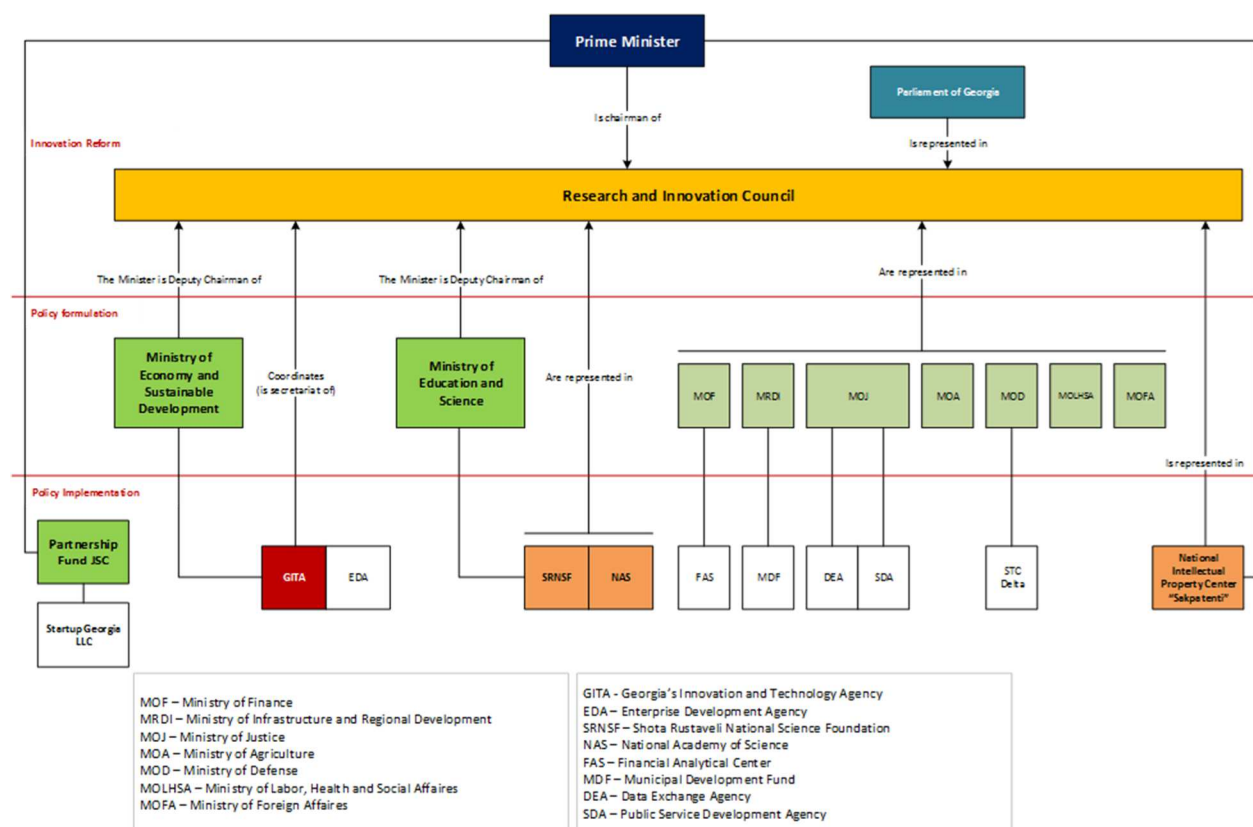 Prime Minister
Parliament of Georgia
Is chairman of
Innovation Reform
Is represented in
Research and Innovation Council
The Minister is Deputy Chairman of
The Minister is Deputy Chairman of
Are represented in
Policy formulation
Ministry of
Economy and
Sustainable
Development
Coordinates
(is secretariat of)
Ministry of
Education and
Science
Are represented in
MOF
MRDI
MOJ
MOA
MOD
MOLHSA
MOFA
Is represented in
Policy Implementation
Partnership
Fund JSC
GITA
EDA
SRNSF
NAS
FAS
MDF
DEA
SDA
STC
Delta
National
Intellectual
Property Center
"Sakpatenti"
Startup Georgia
LLC
MOF – Ministry of Finance
MRDI – Ministry of Infrastructure and Regional Development
MOJ – Ministry of Justice
MOA – Ministry of Agriculture
MOD – Ministry of Defense
MOLHSA – Ministry of Labor, Health and Social Affaires
MOFA – Ministry of Foreign Affaires
GITA - Georgia's Innovation and Technology Agency
EDA – Enterprise Development Agency
SRNSF – Shota Rustaveli National Science Foundation
NAS – National Academy of Science
FAS – Financial Analytical Center
MDF – Municipal Development Fund
DEA – Data Exchange Agency
SDA – Public Service Development Agency